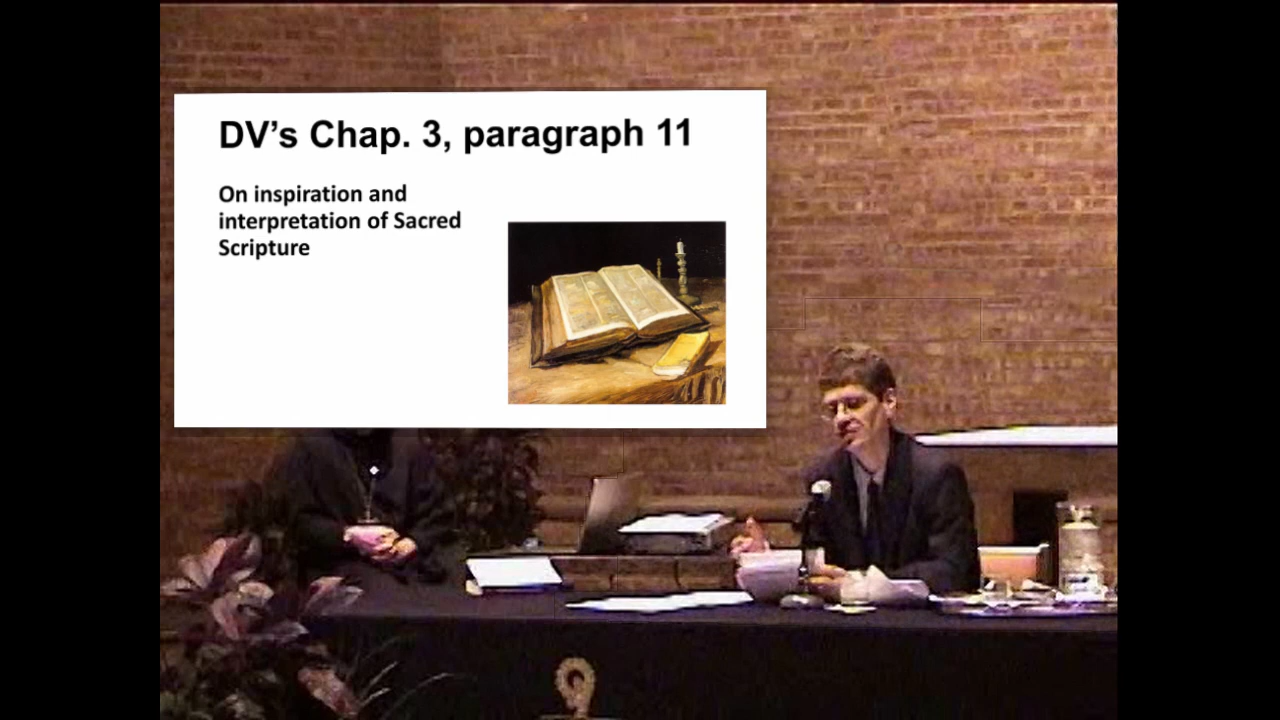 DV’s Chap. 3, paragraph 11
On inspiration and
interpretation of Sacred
Scripture